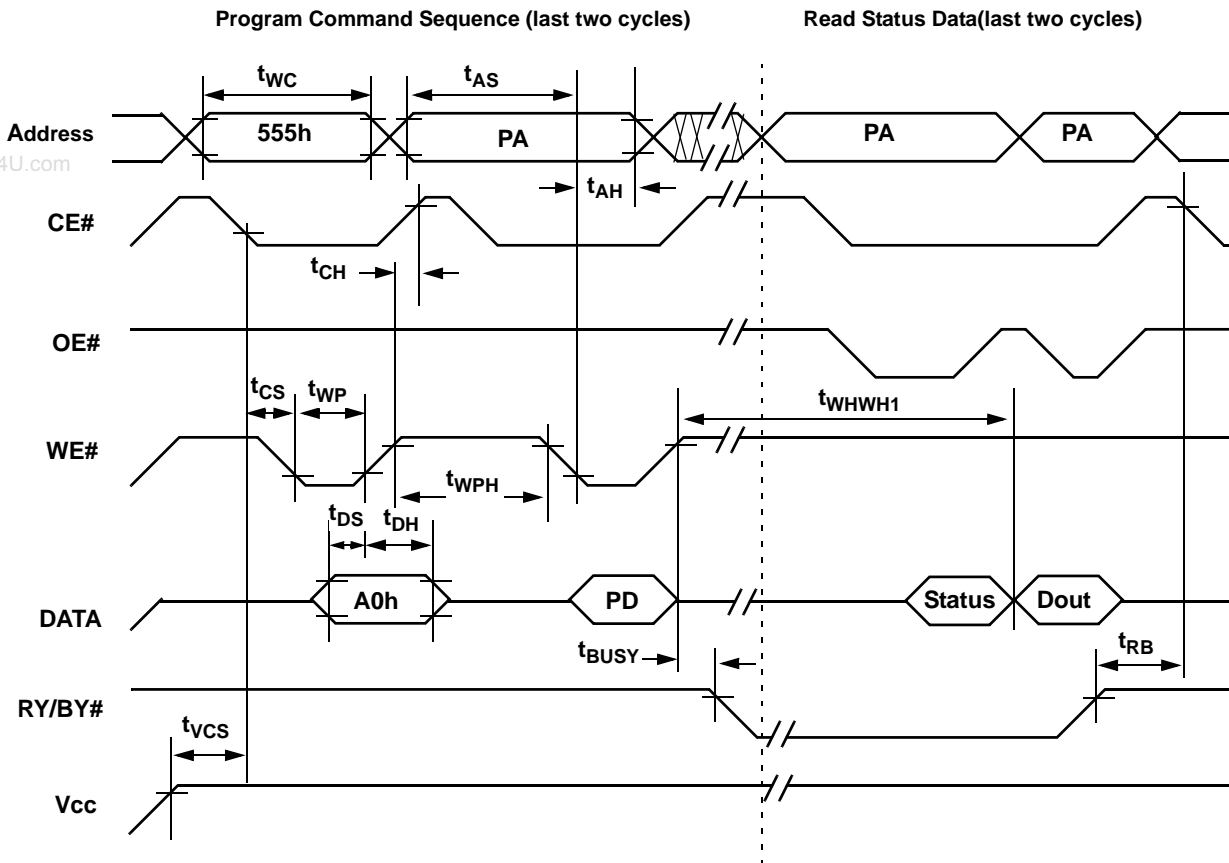 Program Command Sequence (last two cycles) Read Status Data(last two cycles)
tWC tAS
Address 555h PA PA PA
4U.com
tAH
CE#
tCH
OE#
tCS tWP tWHWH1
WE#
tWPH
tDS tDH
DATA A0h PD Status Dout
tBUSY tRB
RY/BY#
tVCS
Vcc